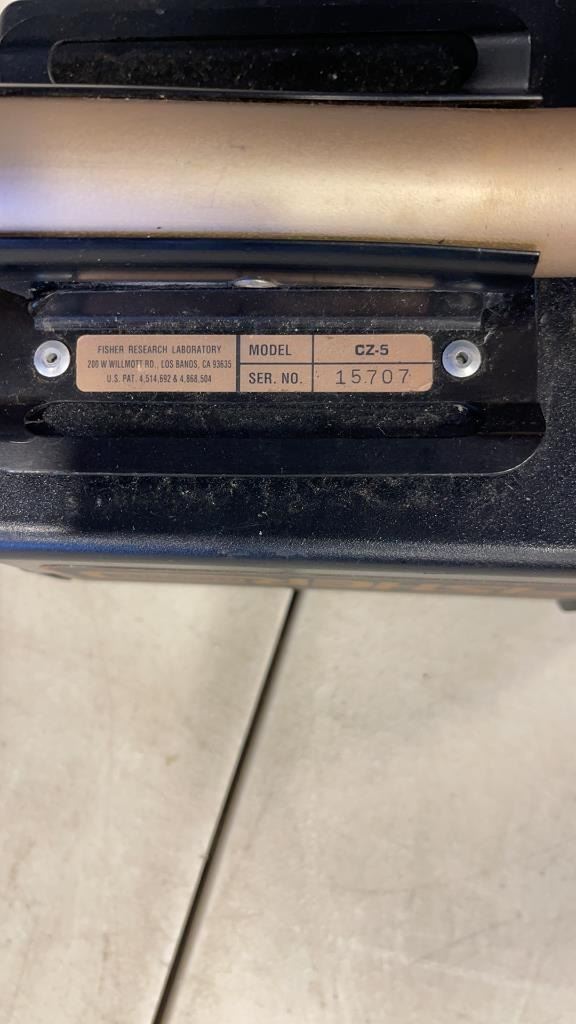 FISHER RESEARCH LABORATORY
200 W WILLMOTT RD., LOS BANOS, CA 93635
U.S. PAT. 4,514,692 & 4,868,504
MODEL CZ-5
SER. NO. 15707